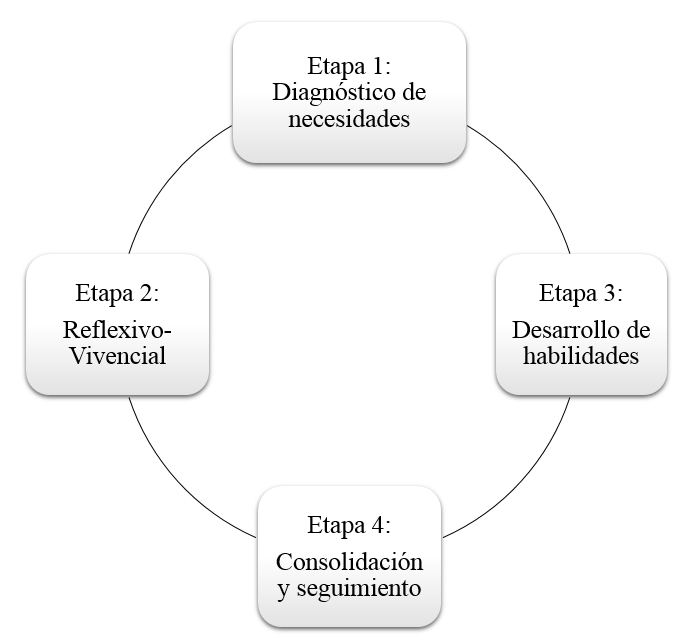 Etapa 1:
Diagnóstico de
necesidades
Etapa 2:
Reflexivo-
Vivencial
Etapa 3:
Desarrollo de
habilidades
Etapa 4:
Consolidación
y seguimiento